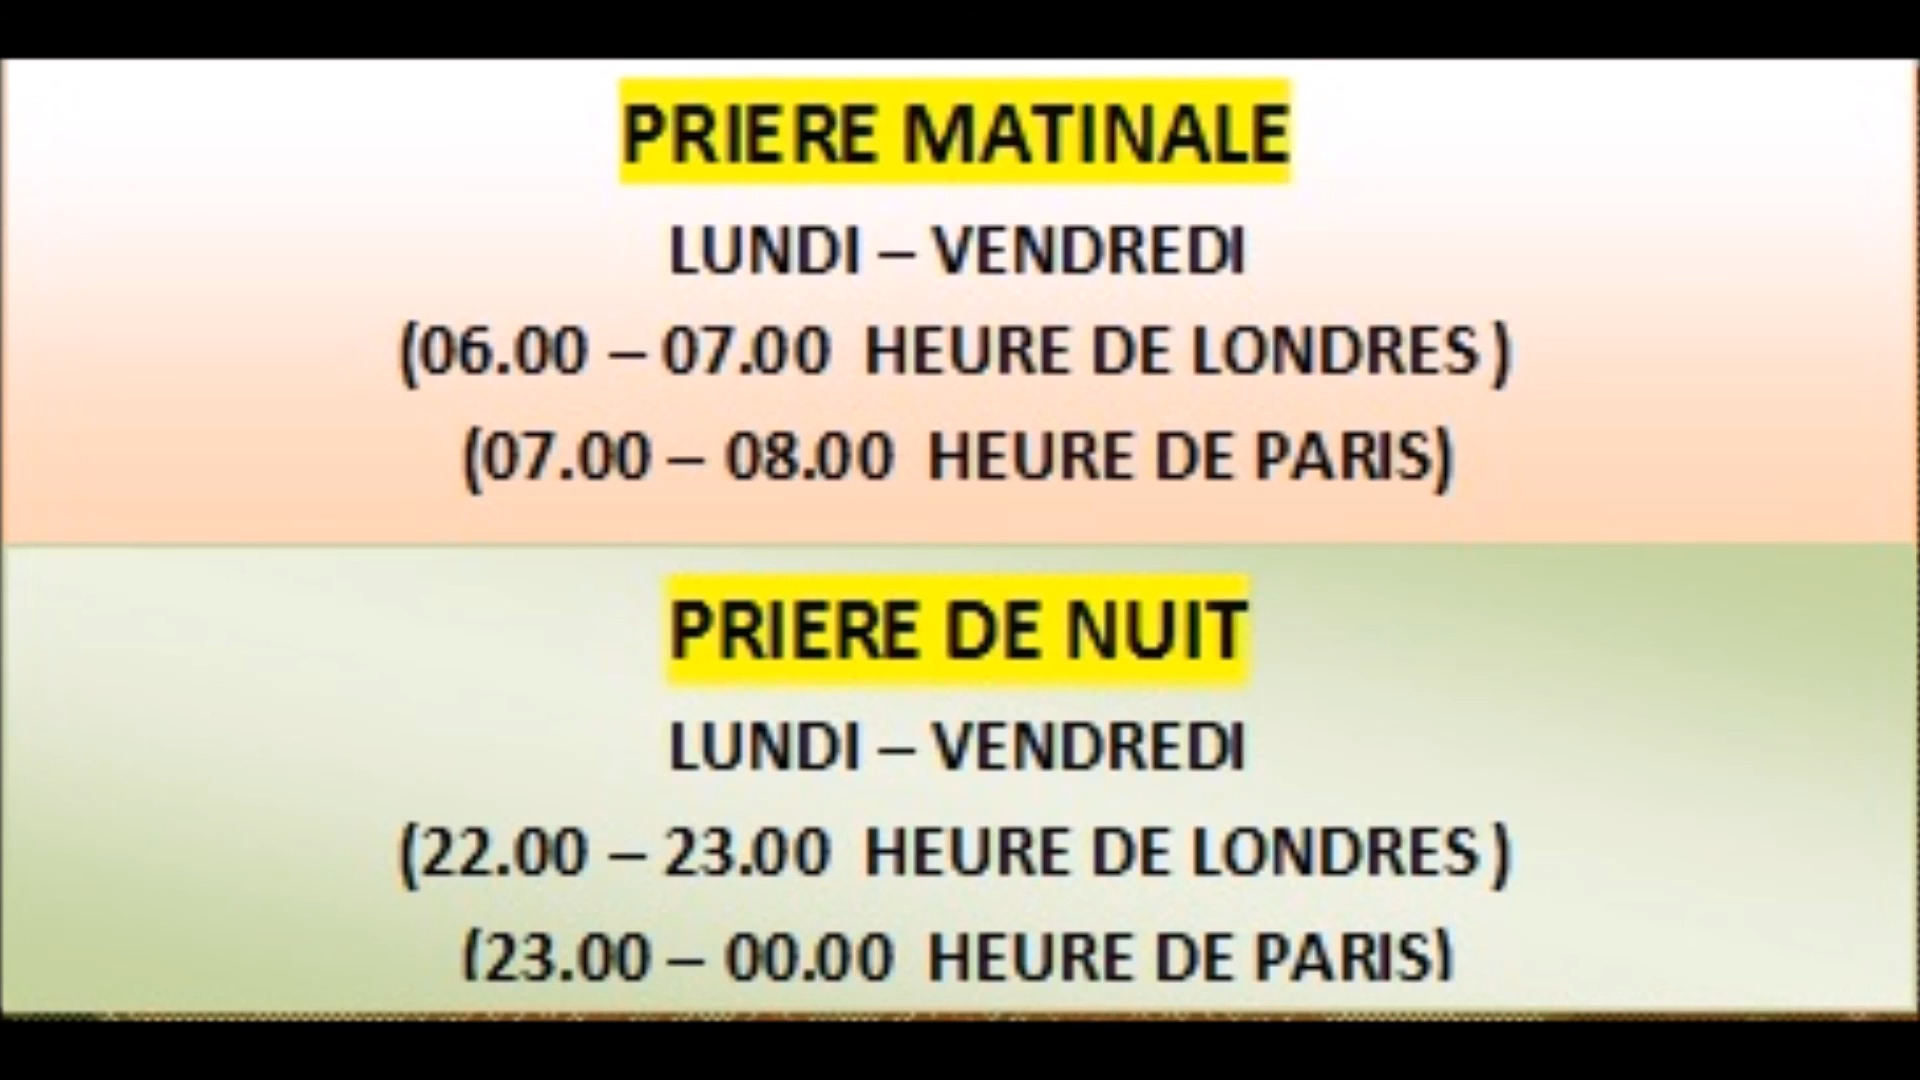 PRIERE MATINALE
LUNDI – VENDREDI
(06.00 – 07.00 HEURE DE LONDRES)
(07.00 – 08.00 HEURE DE PARIS)
PRIERE DE NUIT
LUNDI – VENDREDI
(22.00 – 23.00 HEURE DE LONDRES)
(23.00 – 00.00 HEURE DE PARIS)